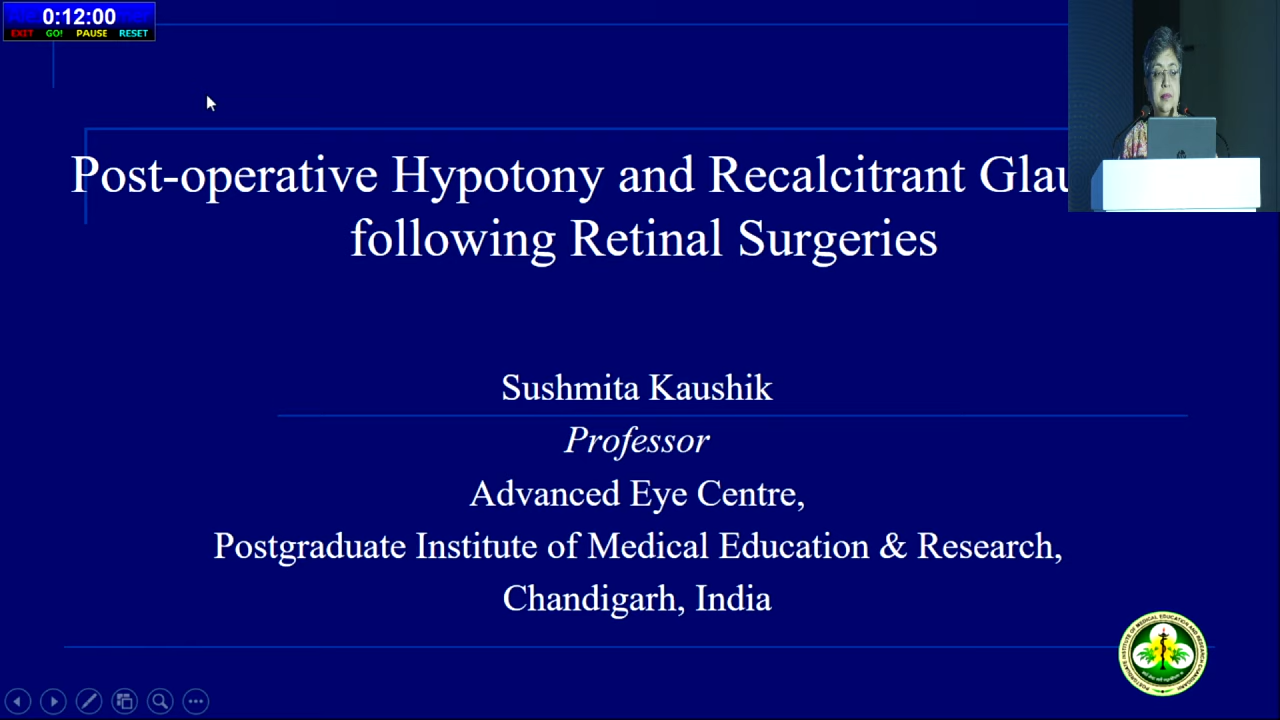 0:12:00
EXIT GO! PAUSE RESET
Post-operative Hypotony and Recalcitrant Glau
following Retinal Surgeries
Sushmita Kaushik
Professor
Advanced Eye Centre,
Postgraduate Institute of Medical Education & Research,
Chandigarh, India